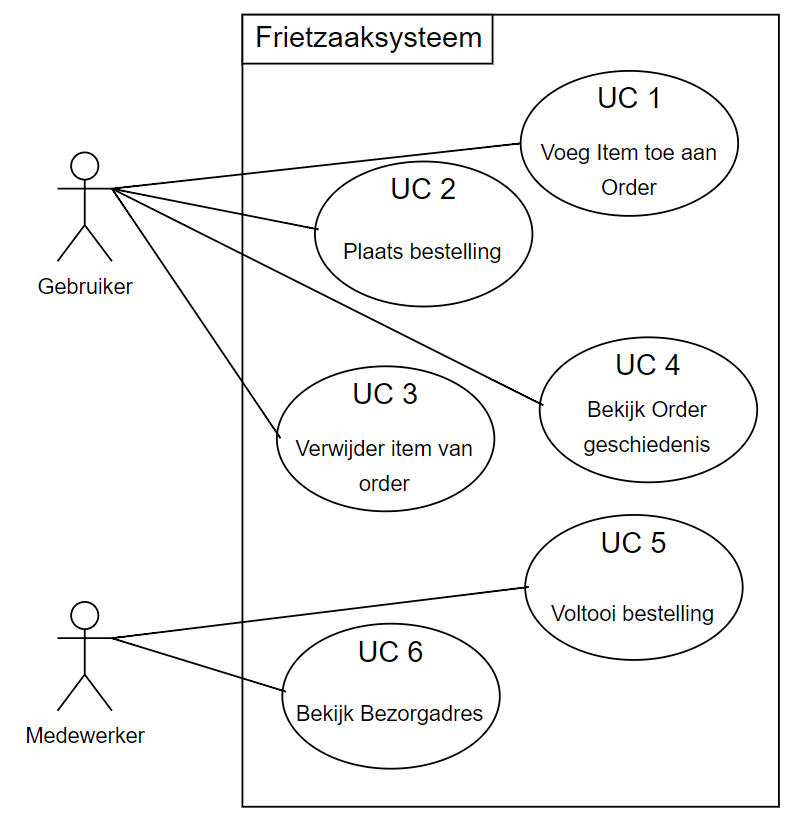 Frietzaaksysteem
UC 1
Voeg Item toe aan
Order
UC 2
Plaats bestelling
Gebruiker
UC 3
Verwijder item van
order
UC 4
Bekijk Order
geschiedenis
UC 5
Voltooi bestelling
UC 6
Bekijk Bezorgadres
Medewerker